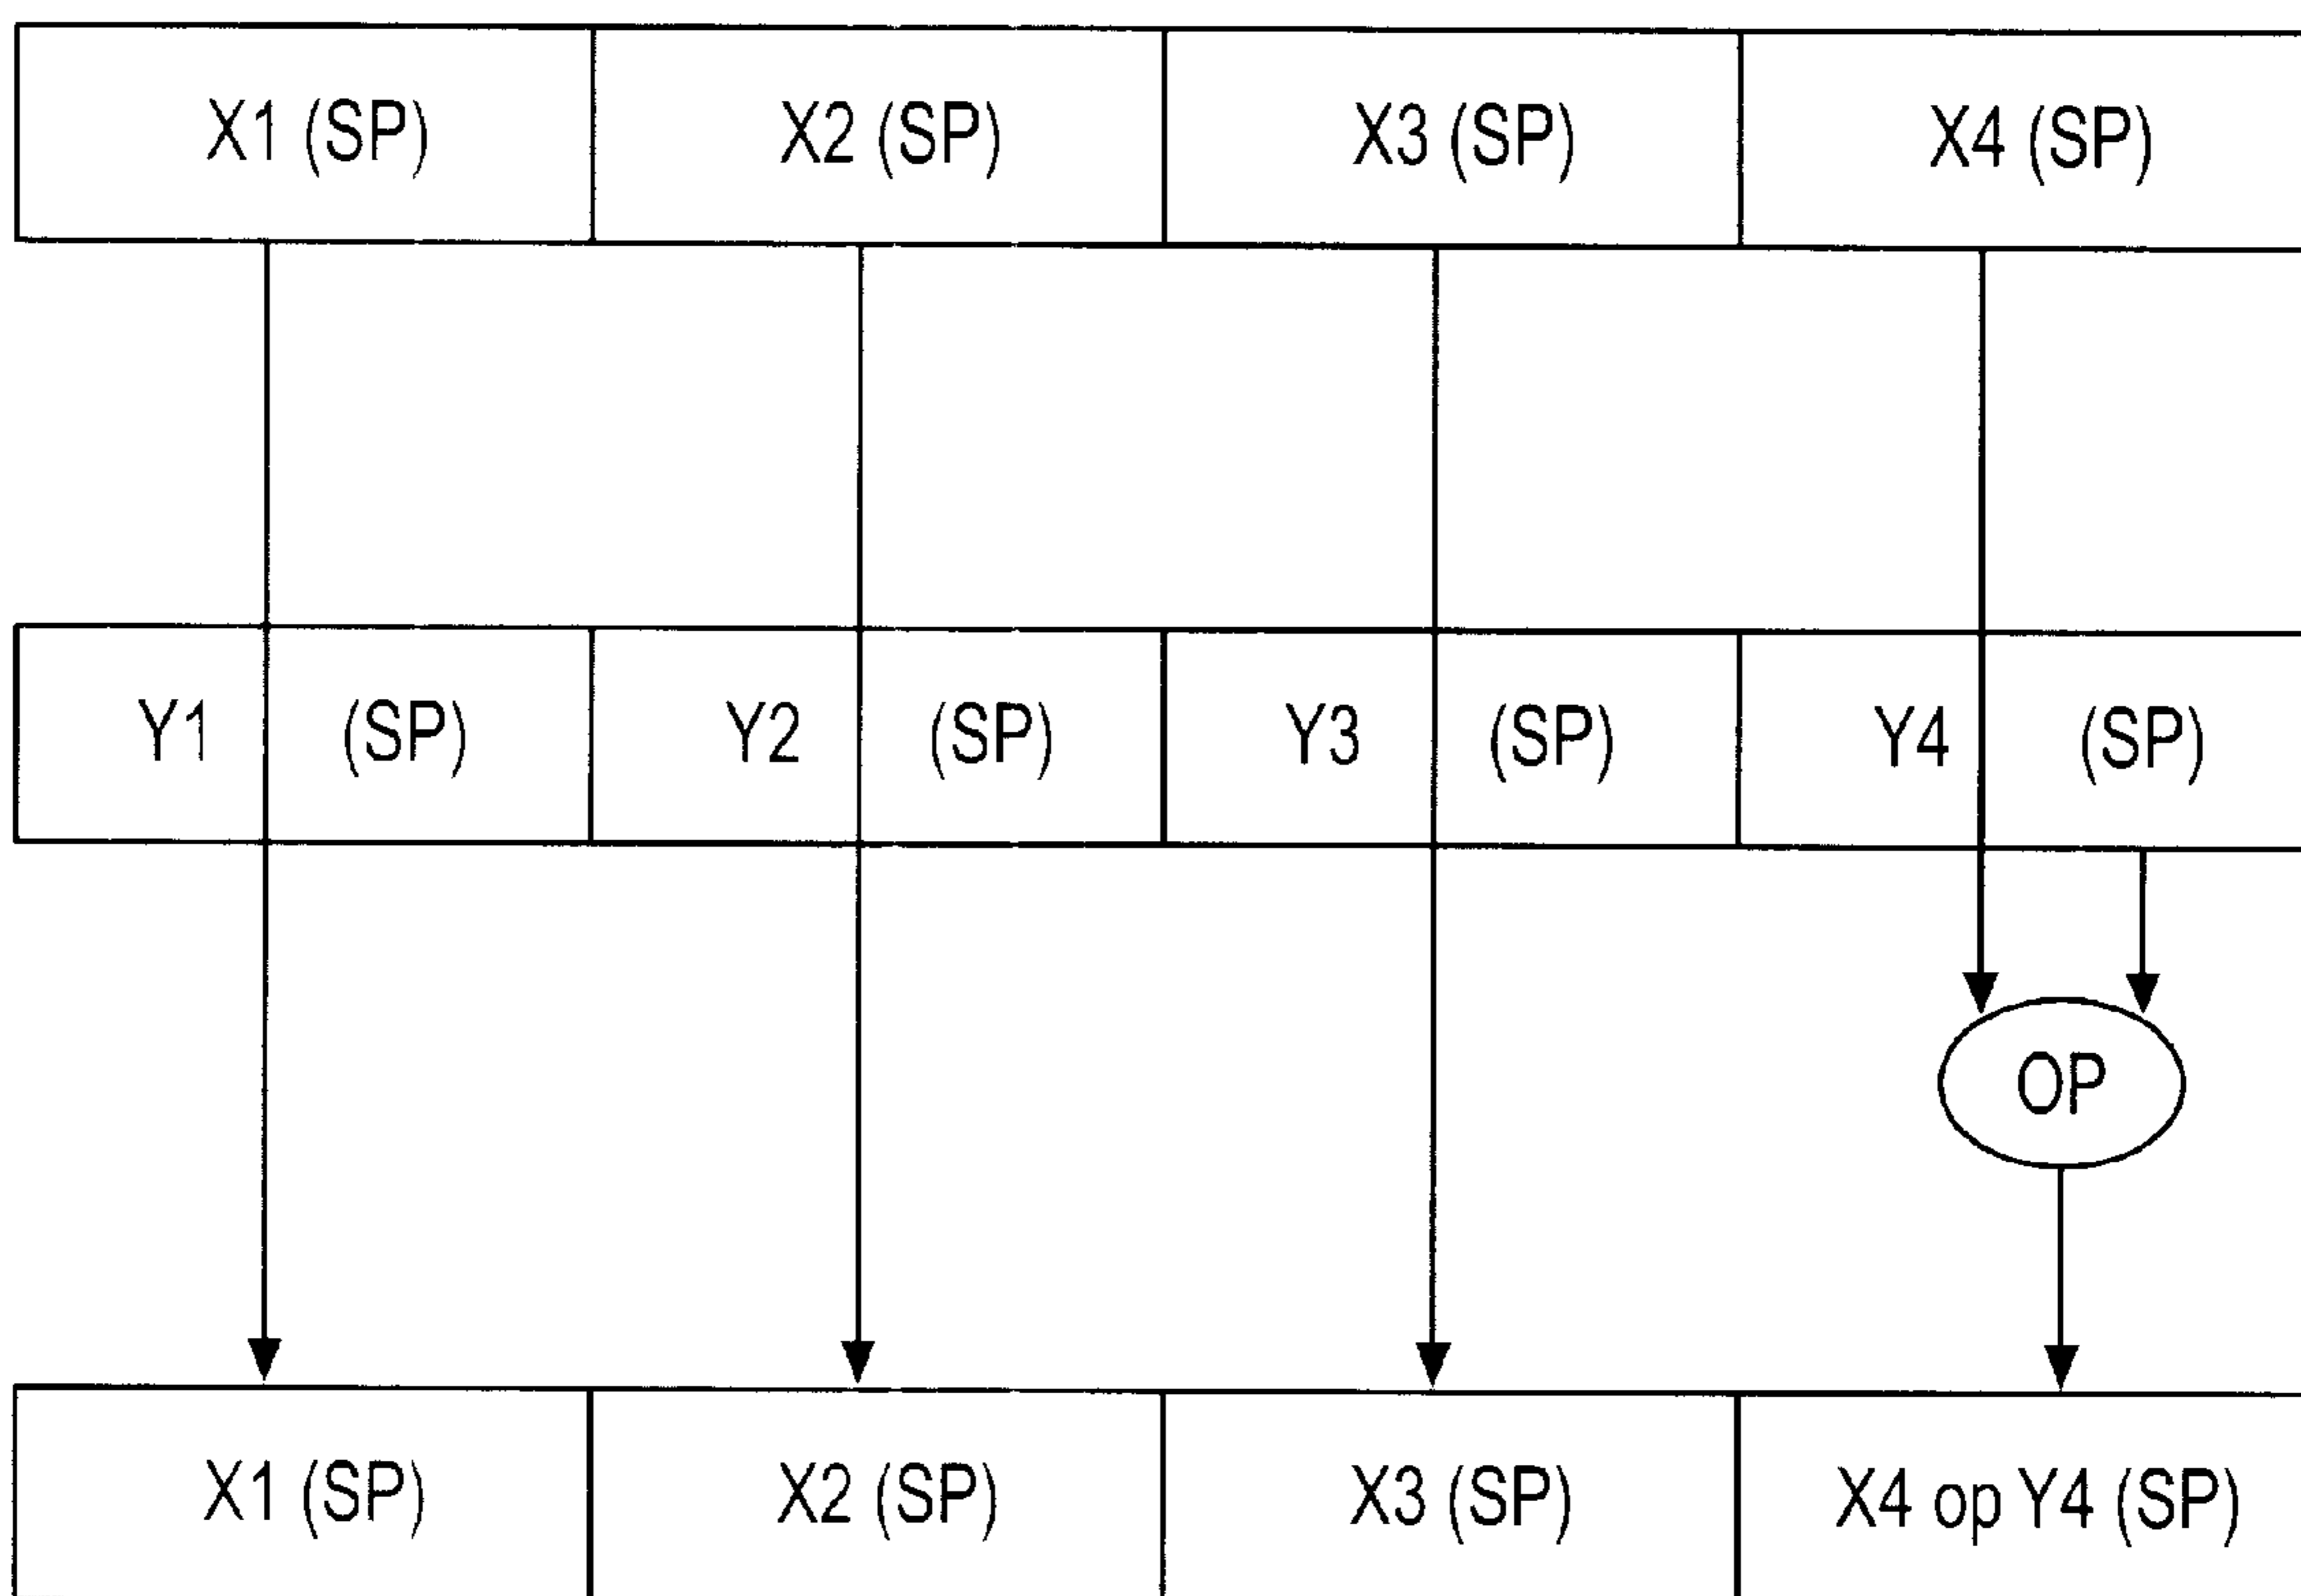 X1 (SP) X2 (SP) X3 (SP) X4 (SP)
Y1 (SP) Y2 (SP) Y3 (SP) Y4 (SP)
OP
X1 (SP) X2 (SP) X3 (SP) X4 op Y4 (SP)